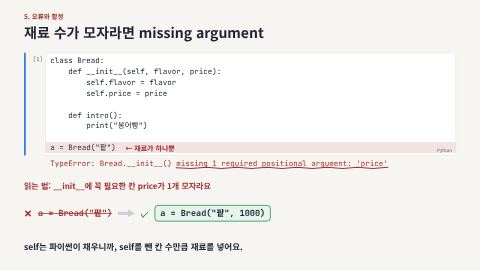 5. 오류와 함정
재료 수가 모자라면 missing argument
[1]
class Bread:
    def __init__(self, flavor, price):
        self.flavor = flavor
        self.price = price
    def intro():
        print("붕어빵")
a = Bread("팥") ← 재료가 하나뿐
Python
TypeError: Bread.__init__() missing 1 required positional argument: 'price'
읽는 법: __init__에 꼭 필요한 칸 price가 1개 모자라요
✕ a = Bread("팥") → ✓ a = Bread("팥", 1000)
self는 파이썬이 채우니까, self를 뺀 칸 수만큼 재료를 넣어요.